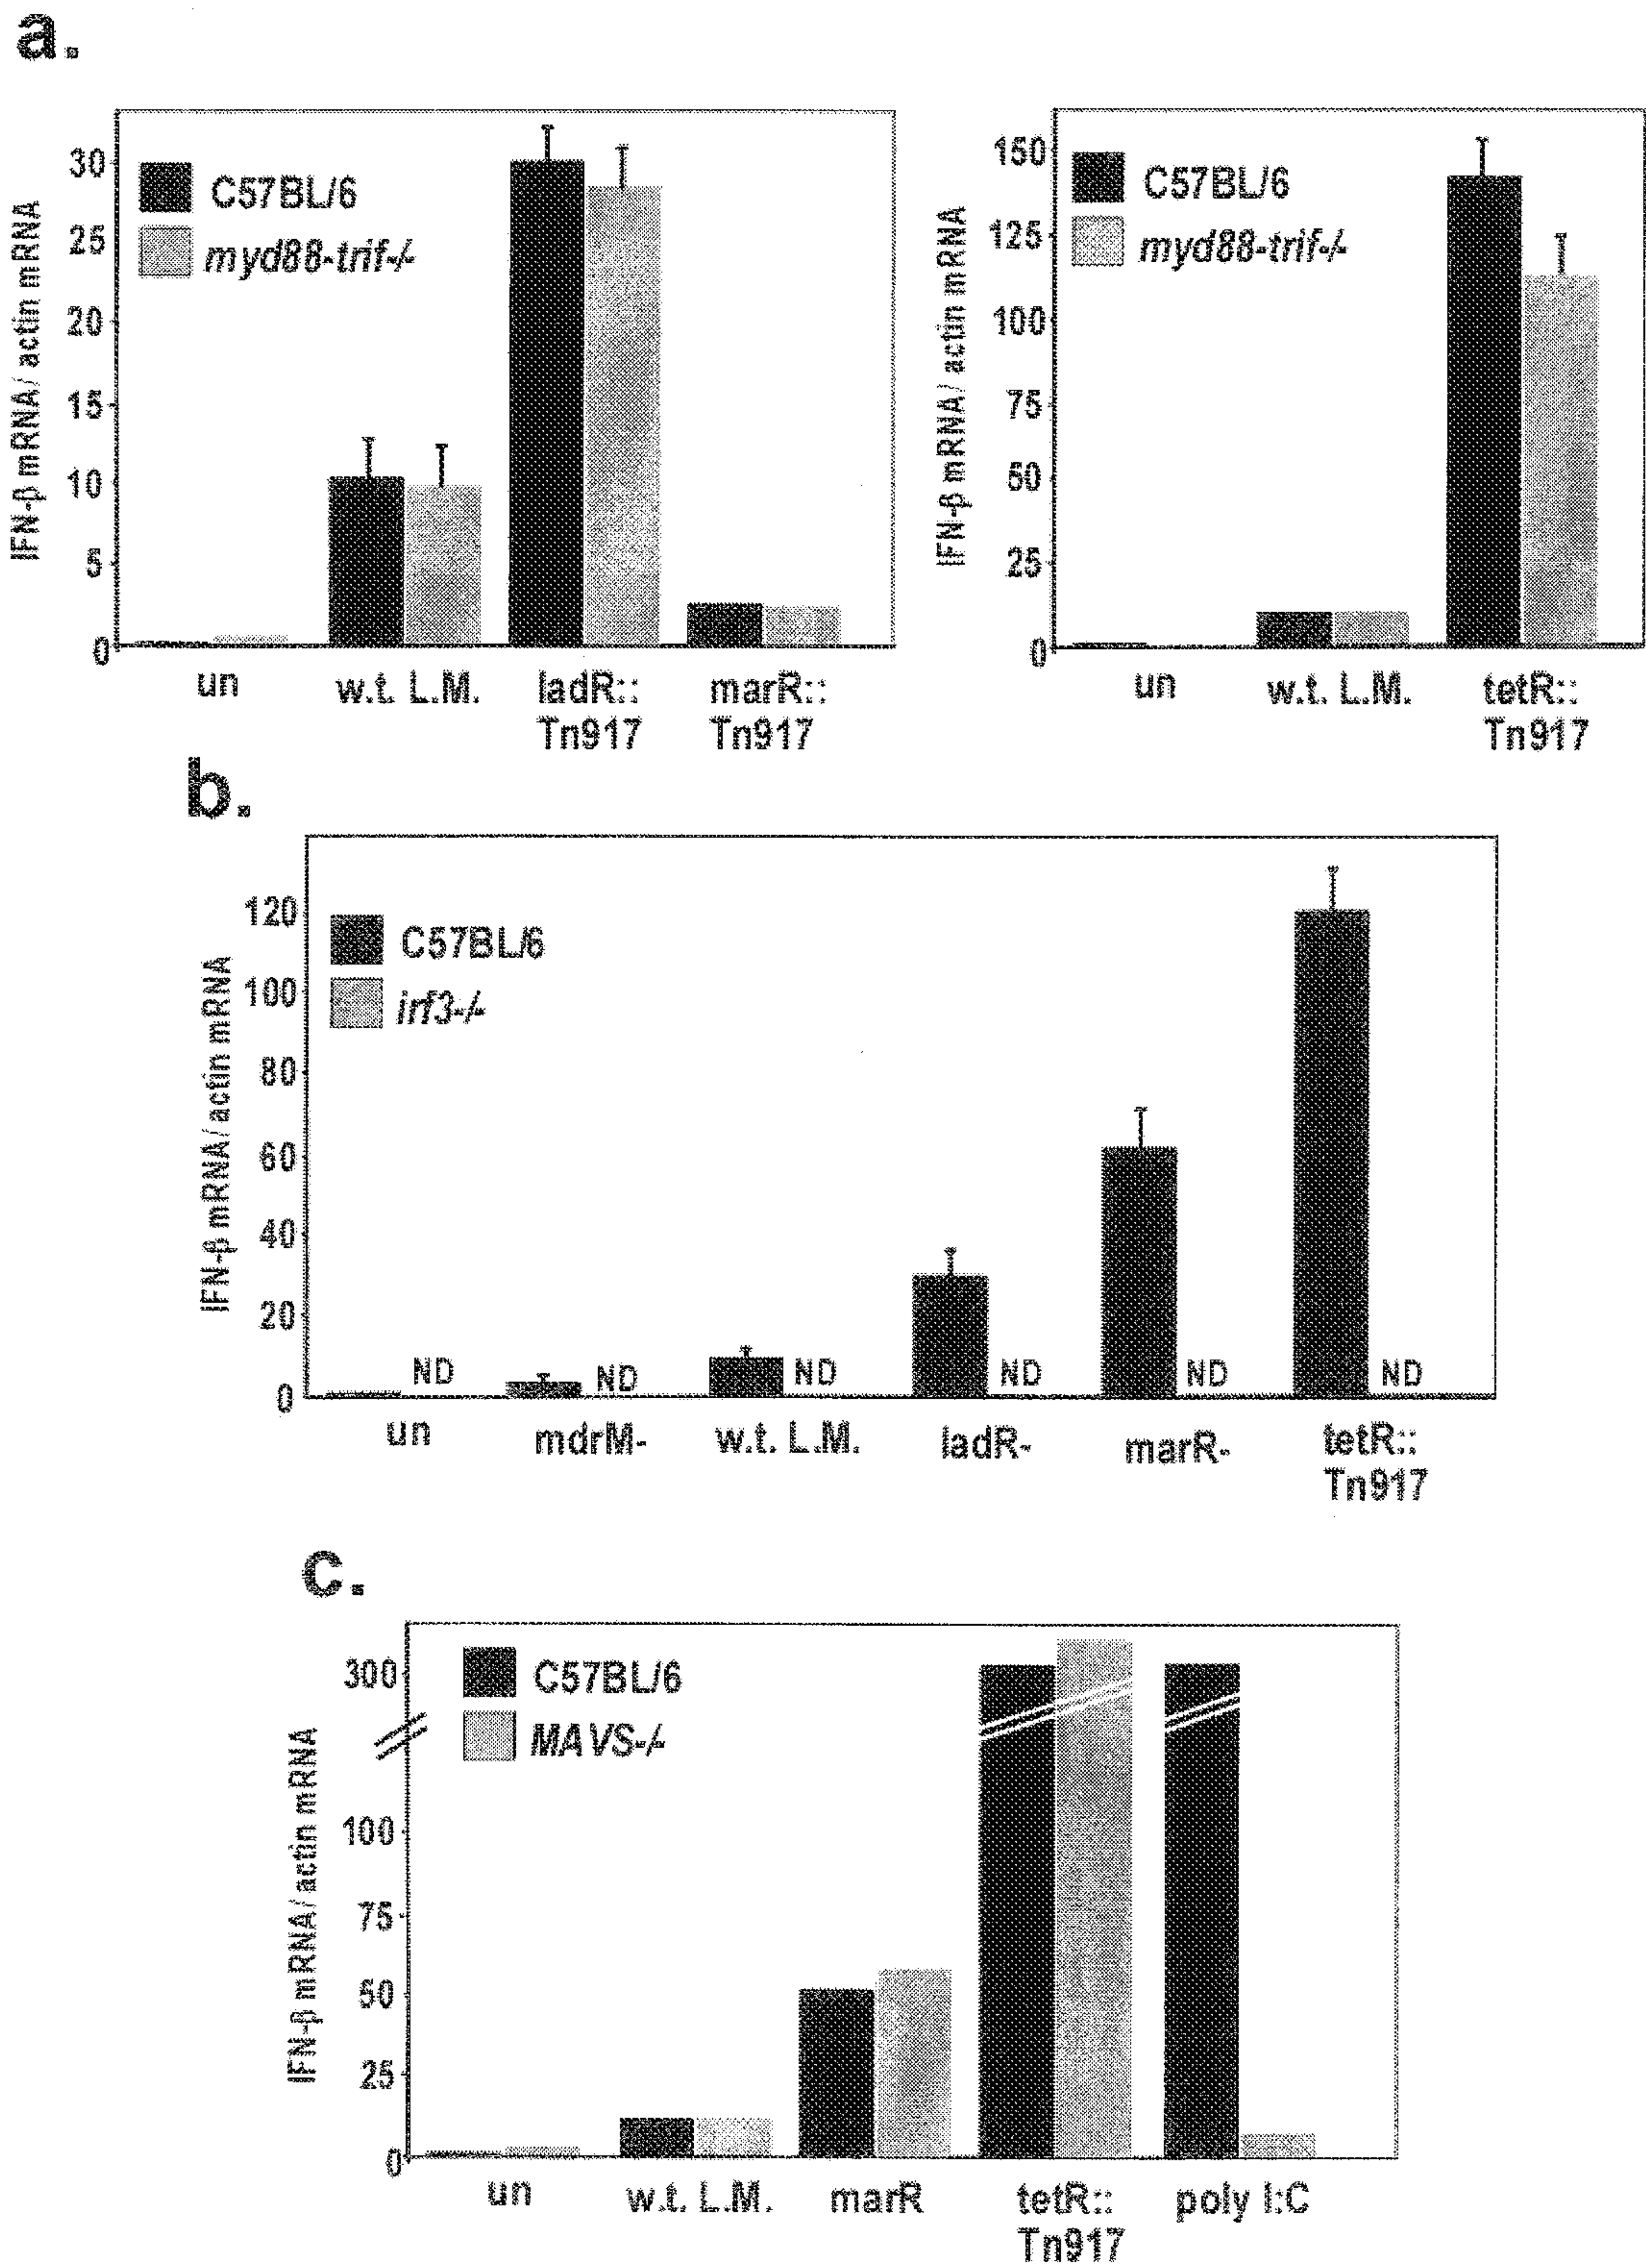 a.
IFN-β mRNA/ actin mRNA
30
25
20
15
10
5
0
C57BL/6
myd88-trif-/-
un
w.t. L.M.
ladR::
Tn917
marR::
Tn917
IFN-β mRNA/ actin mRNA
150
125
100
75
50
25
0
C57BL/6
myd88-trif-/-
un
w.t. L.M.
tetR::
Tn917
b.
IFN-β mRNA/actin mRNA
120
100
80
60
40
20
0
C57BL/6
irf3-/-
ND
ND
ND
ND
ND
ND
un
mdrM-
w.t. L.M.
ladR-
marR-
tetR::
Tn917
c.
IFN-β mRNA/ actin mRNA
300
100
75
50
25
0
C57BL/6
MAVS-/-
un
w.t. L.M.
marR
tetR::
Tn917
poly I:C